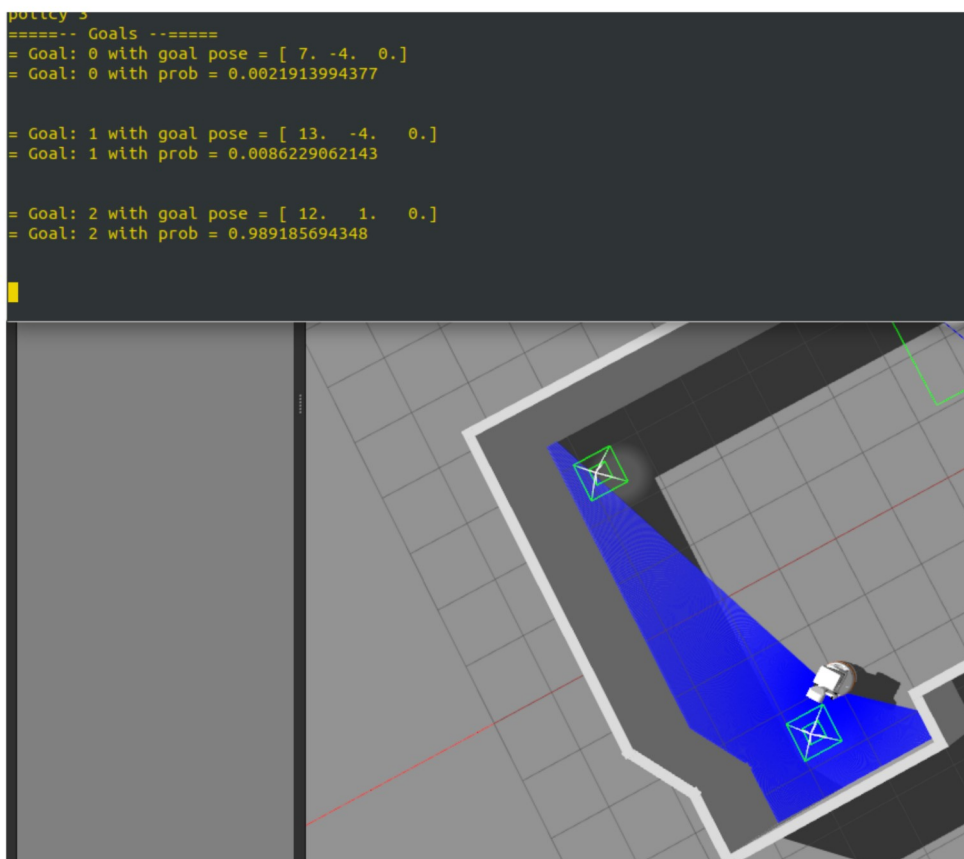 policy 3
=====-- Goals --=====
= Goal: 0 with goal pose = [ 7. -4.  0.]
= Goal: 0 with prob = 0.0021913994377
= Goal: 1 with goal pose = [ 13.  -4.   0.]
= Goal: 1 with prob = 0.0086229062143
= Goal: 2 with goal pose = [ 12.   1.   0.]
= Goal: 2 with prob = 0.989185694348